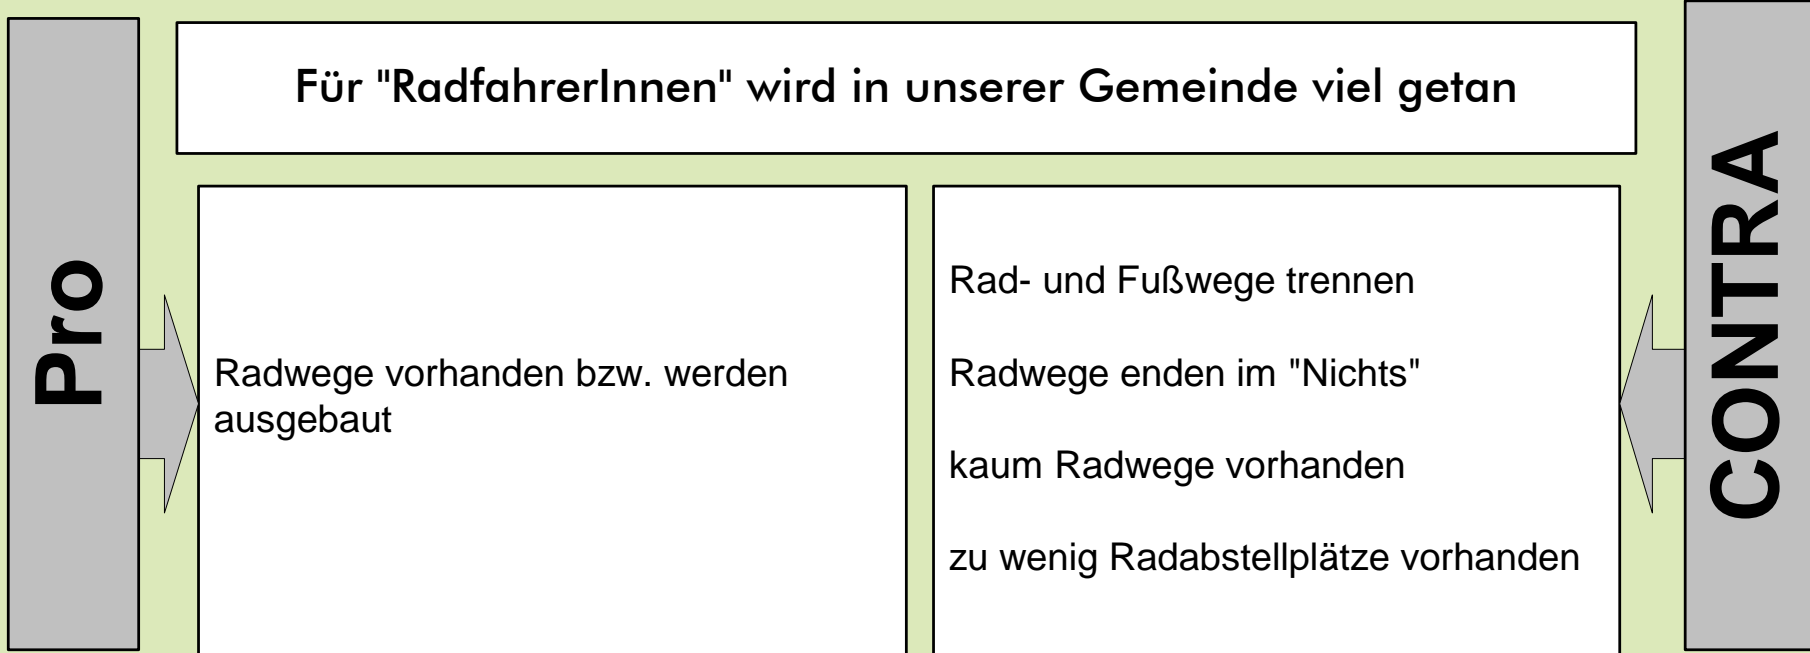 Für "RadfahrerInnen" wird in unserer Gemeinde viel getan
Pro
Radwege vorhanden bzw. werden
ausgebaut
Rad- und Fußwege trennen
Radwege enden im "Nichts"
kaum Radwege vorhanden
zu wenig Radabstellplätze vorhanden
CONTRA